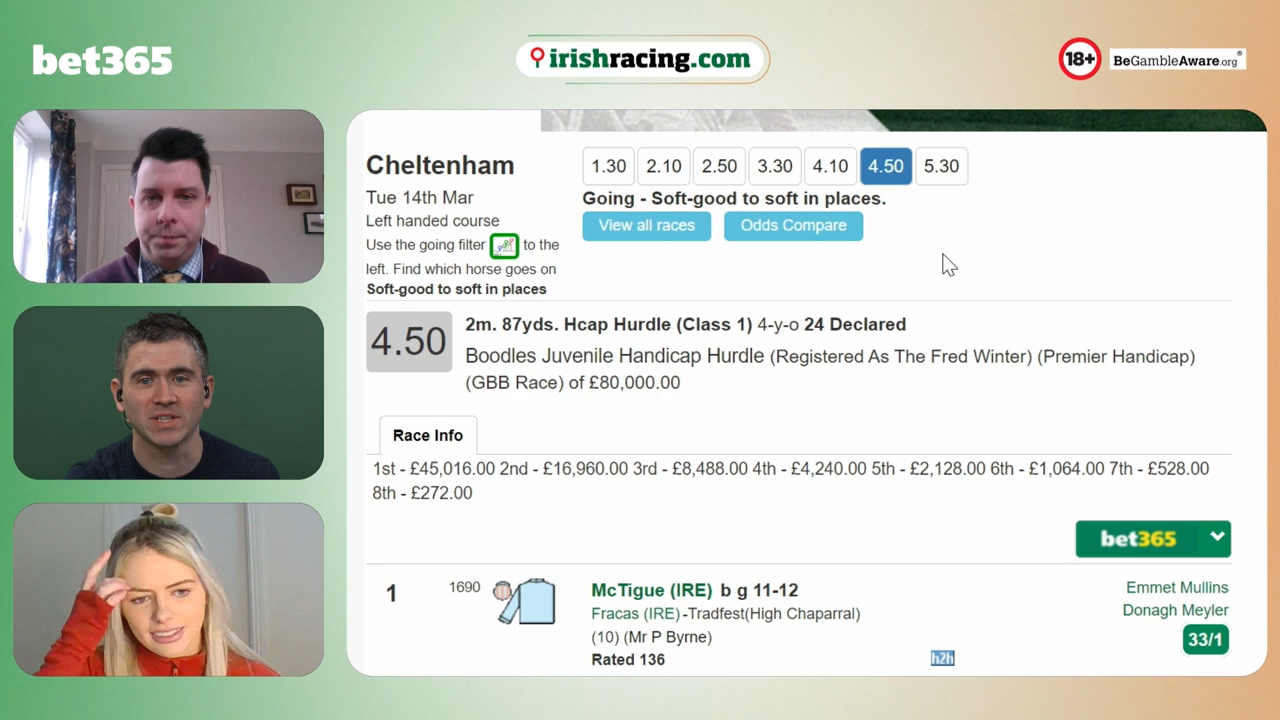 bet365
irishracing.com
18+
BeGambleAware.org®
Cheltenham
1.30 2.10 2.50 3.30 4.10 4.50 5.30
Tue 14th Mar
Going - Soft-good to soft in places.
Left handed course
View all races Odds Compare
Use the going filter to the
left. Find which horse goes on
Soft-good to soft in places
4.50
2m. 87yds. Hcap Hurdle (Class 1) 4-y-o 24 Declared
Boodles Juvenile Handicap Hurdle (Registered As The Fred Winter) (Premier Handicap)
(GBB Race) of £80,000.00
Race Info
1st - £45,016.00 2nd - £16,960.00 3rd - £8,488.00 4th - £4,240.00 5th - £2,128.00 6th - £1,064.00 7th - £528.00
8th - £272.00
bet365
1 1690 McTigue (IRE) b g 11-12 Emmet Mullins
Fracas (IRE)-Tradfest(High Chaparral) Donagh Meyler
(10) (Mr P Byrne) 33/1
Rated 136 h2h